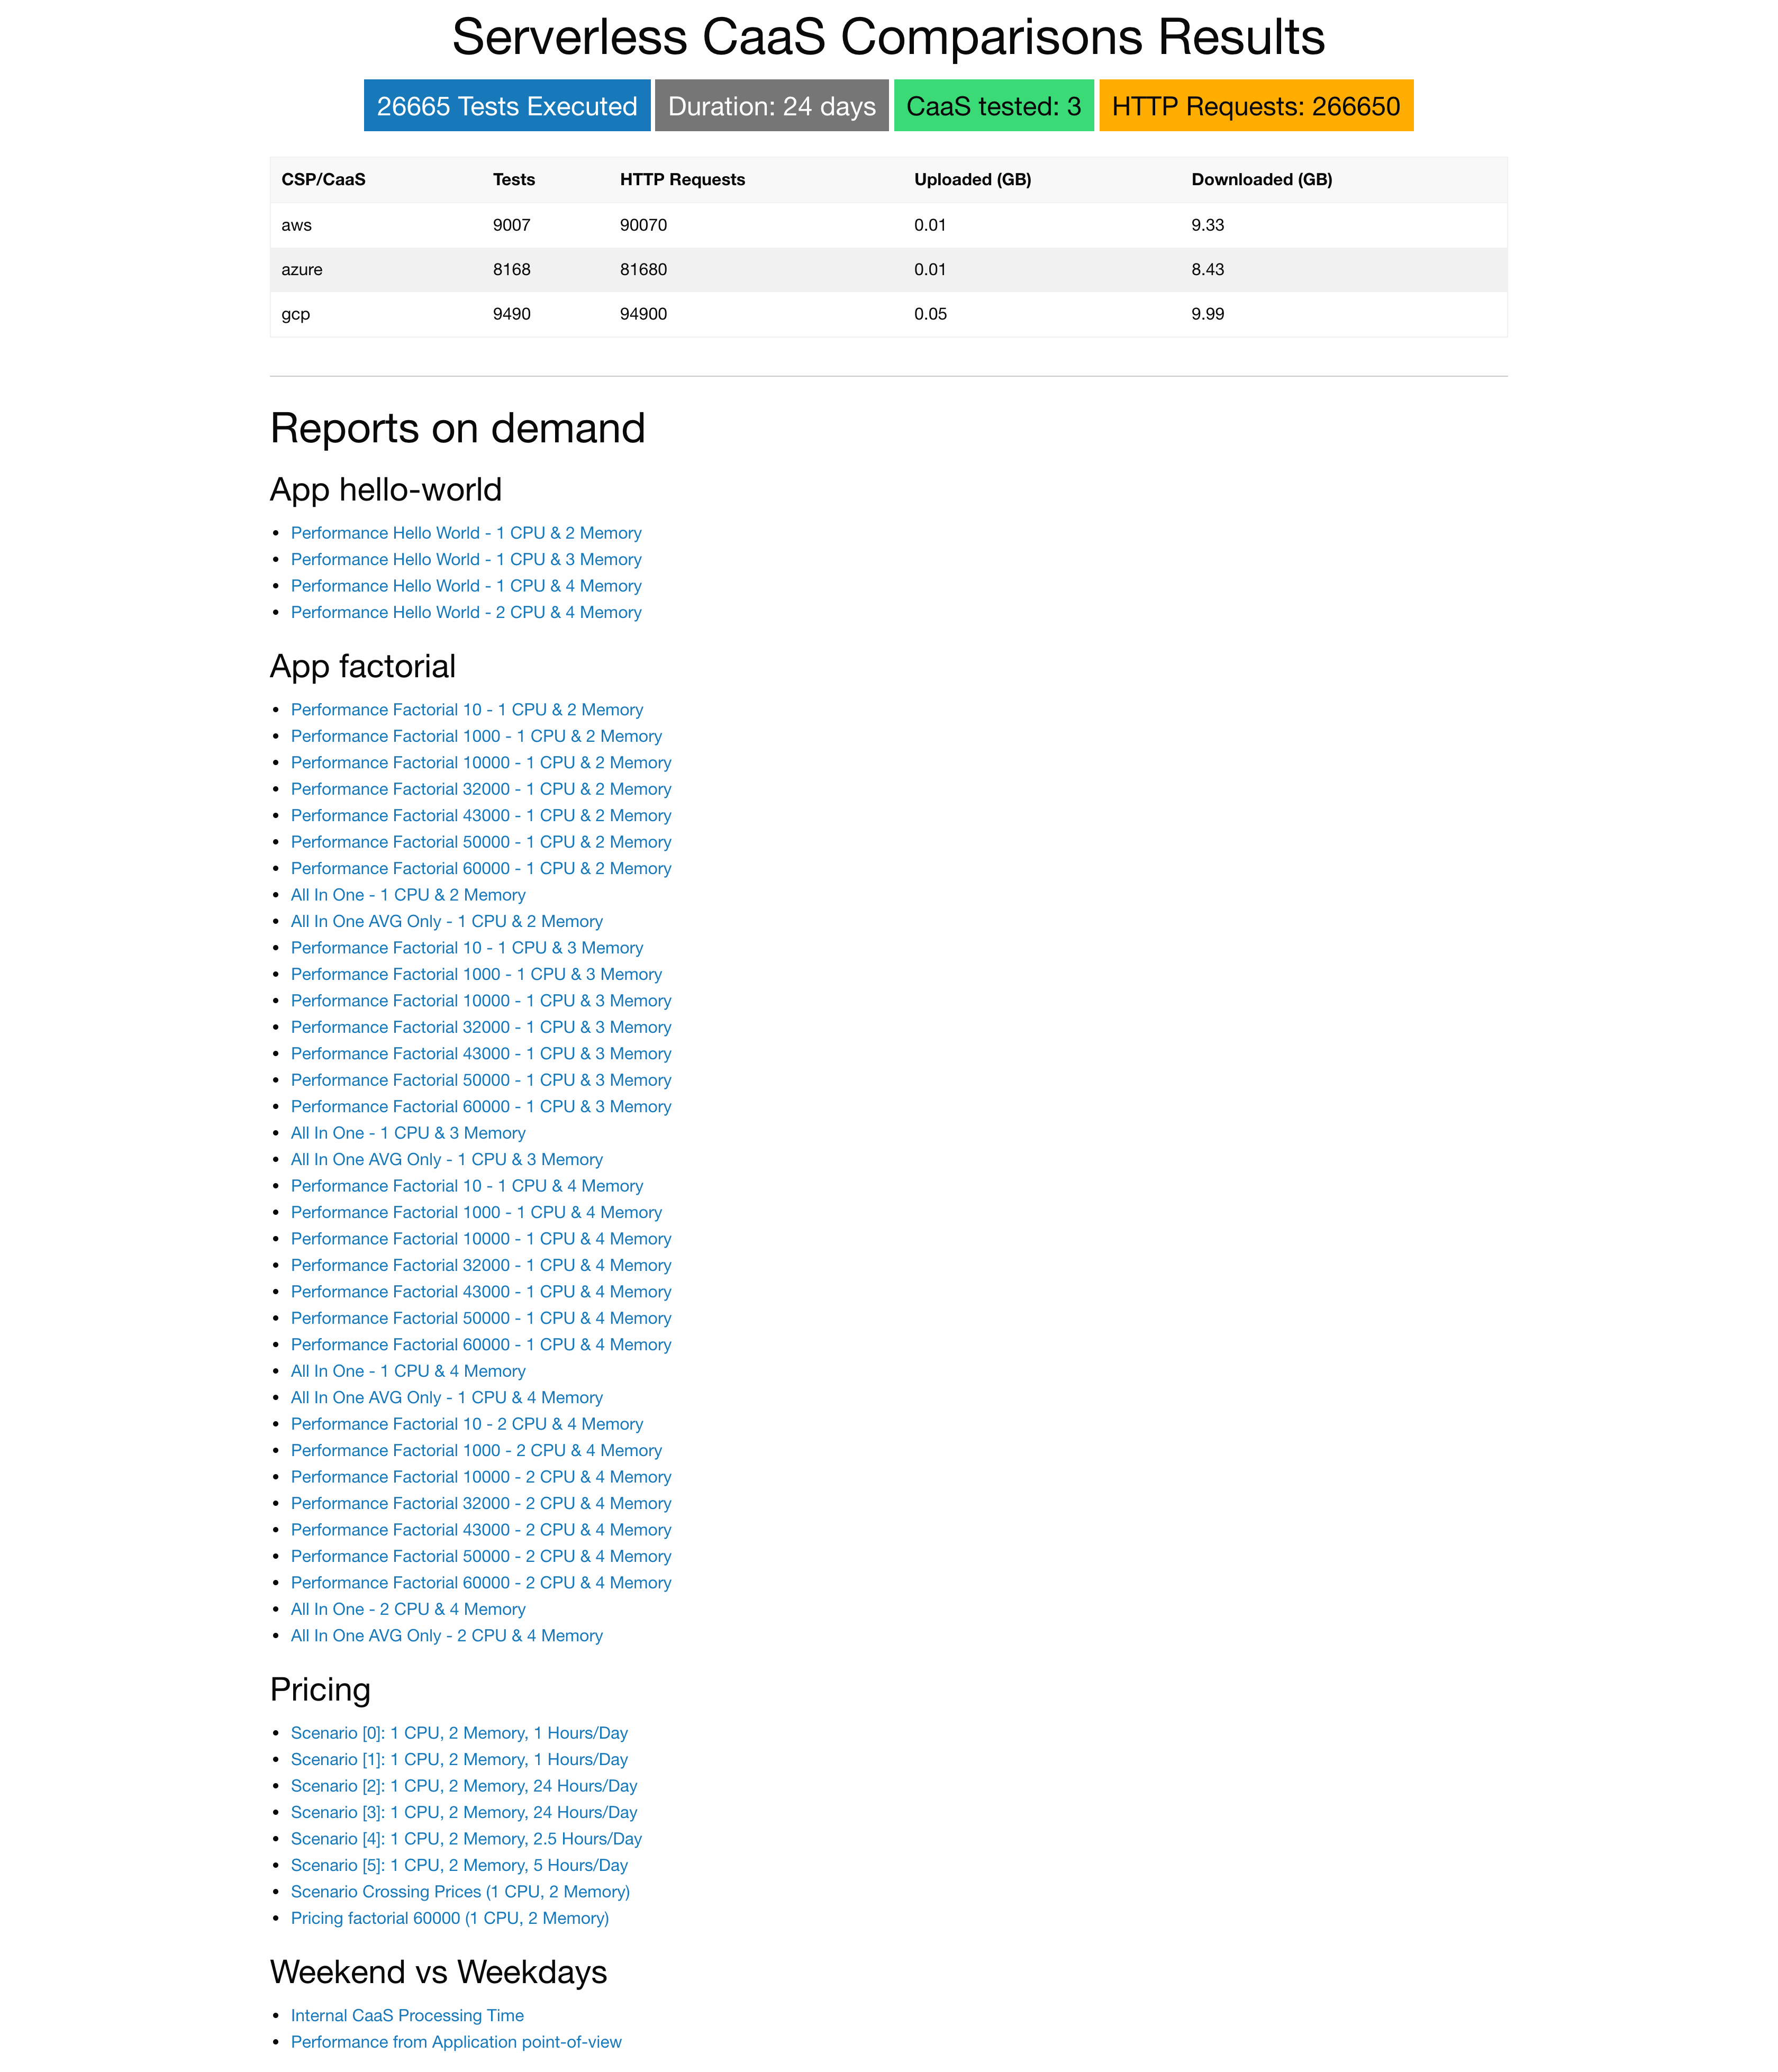 Serverless CaaS Comparisons Results
26665 Tests Executed Duration: 24 days CaaS tested: 3 HTTP Requests: 266650
CSP/CaaS Tests HTTP Requests Uploaded (GB) Downloaded (GB)
aws 9007 90070 0.01 9.33
azure 8168 81680 0.01 8.43
gcp 9490 94900 0.05 9.99
Reports on demand
App hello-world
Performance Hello World - 1 CPU & 2 Memory
Performance Hello World - 1 CPU & 3 Memory
Performance Hello World - 1 CPU & 4 Memory
Performance Hello World - 2 CPU & 4 Memory
App factorial
Performance Factorial 10 - 1 CPU & 2 Memory
Performance Factorial 1000 - 1 CPU & 2 Memory
Performance Factorial 10000 - 1 CPU & 2 Memory
Performance Factorial 32000 - 1 CPU & 2 Memory
Performance Factorial 43000 - 1 CPU & 2 Memory
Performance Factorial 50000 - 1 CPU & 2 Memory
Performance Factorial 60000 - 1 CPU & 2 Memory
All In One - 1 CPU & 2 Memory
All In One AVG Only - 1 CPU & 2 Memory
Performance Factorial 10 - 1 CPU & 3 Memory
Performance Factorial 1000 - 1 CPU & 3 Memory
Performance Factorial 10000 - 1 CPU & 3 Memory
Performance Factorial 32000 - 1 CPU & 3 Memory
Performance Factorial 43000 - 1 CPU & 3 Memory
Performance Factorial 50000 - 1 CPU & 3 Memory
Performance Factorial 60000 - 1 CPU & 3 Memory
All In One - 1 CPU & 3 Memory
All In One AVG Only - 1 CPU & 3 Memory
Performance Factorial 10 - 1 CPU & 4 Memory
Performance Factorial 1000 - 1 CPU & 4 Memory
Performance Factorial 10000 - 1 CPU & 4 Memory
Performance Factorial 32000 - 1 CPU & 4 Memory
Performance Factorial 43000 - 1 CPU & 4 Memory
Performance Factorial 50000 - 1 CPU & 4 Memory
Performance Factorial 60000 - 1 CPU & 4 Memory
All In One - 1 CPU & 4 Memory
All In One AVG Only - 1 CPU & 4 Memory
Performance Factorial 10 - 2 CPU & 4 Memory
Performance Factorial 1000 - 2 CPU & 4 Memory
Performance Factorial 10000 - 2 CPU & 4 Memory
Performance Factorial 32000 - 2 CPU & 4 Memory
Performance Factorial 43000 - 2 CPU & 4 Memory
Performance Factorial 50000 - 2 CPU & 4 Memory
Performance Factorial 60000 - 2 CPU & 4 Memory
All In One - 2 CPU & 4 Memory
All In One AVG Only - 2 CPU & 4 Memory
Pricing
Scenario [0]: 1 CPU, 2 Memory, 1 Hours/Day
Scenario [1]: 1 CPU, 2 Memory, 1 Hours/Day
Scenario [2]: 1 CPU, 2 Memory, 24 Hours/Day
Scenario [3]: 1 CPU, 2 Memory, 24 Hours/Day
Scenario [4]: 1 CPU, 2 Memory, 2.5 Hours/Day
Scenario [5]: 1 CPU, 2 Memory, 5 Hours/Day
Scenario Crossing Prices (1 CPU, 2 Memory)
Pricing factorial 60000 (1 CPU, 2 Memory)
Weekend vs Weekdays
Internal CaaS Processing Time
Performance from Application point-of-view